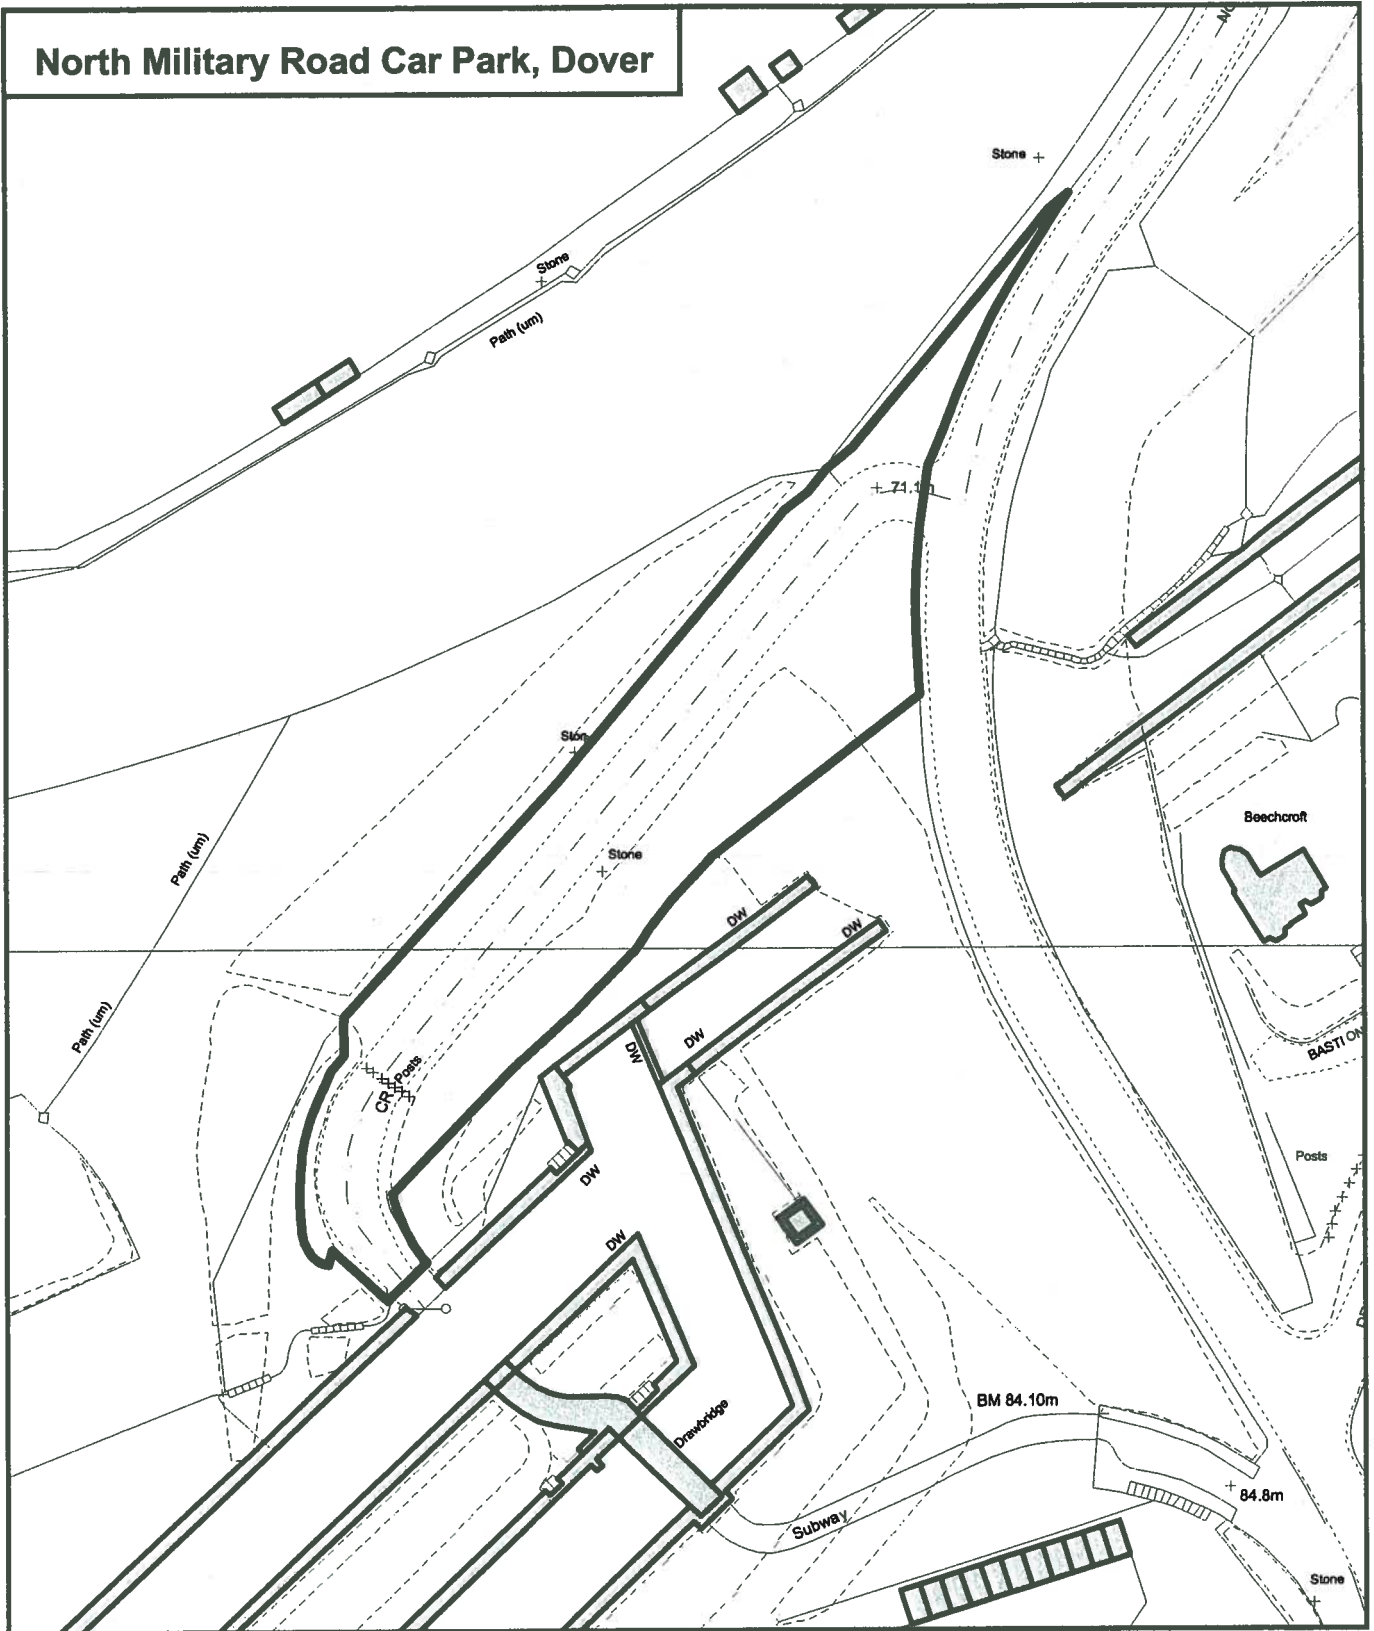 North Military Road Car Park, Dover
Stone
Stone
Path (um)
71.1m
Beechcroft
Stone
Path (um)
DW
DW
Path (um)
DW
DW
CR
Posts
BASTION
Posts
DW
DW
BM 84.10m
Drawbridge
84.8m
Subway
Stone